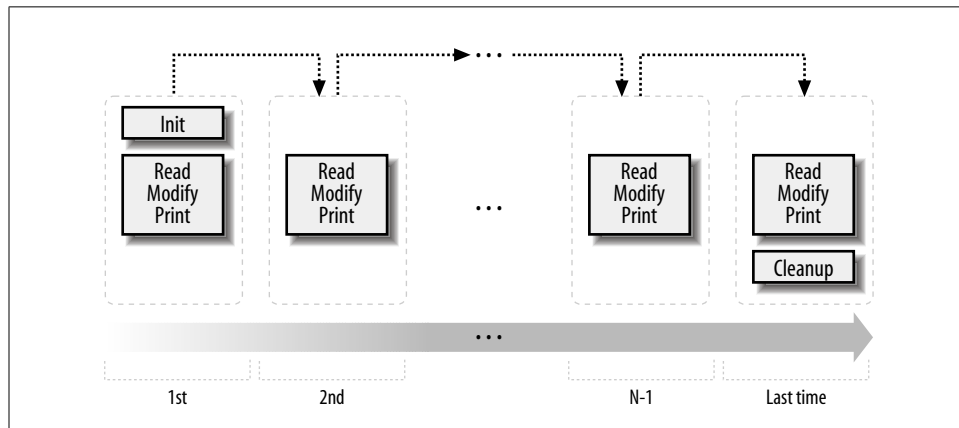 ...
Init
Read
Modify
Print
Read
Modify
Print
...
Read
Modify
Print
Read
Modify
Print
Cleanup
...
1st
2nd
N-1
Last time